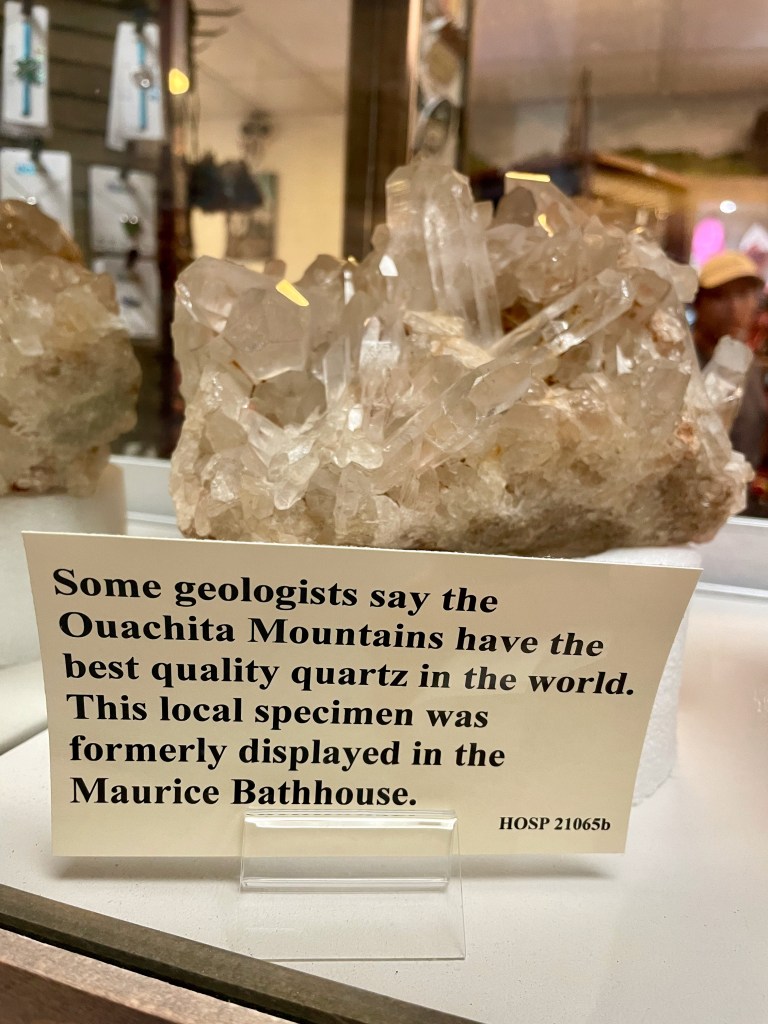 Some geologists say the
Ouachita Mountains have the
best quality quartz in the world.
This local specimen was
formerly displayed in the
Maurice Bathhouse.
HOSP 21065b